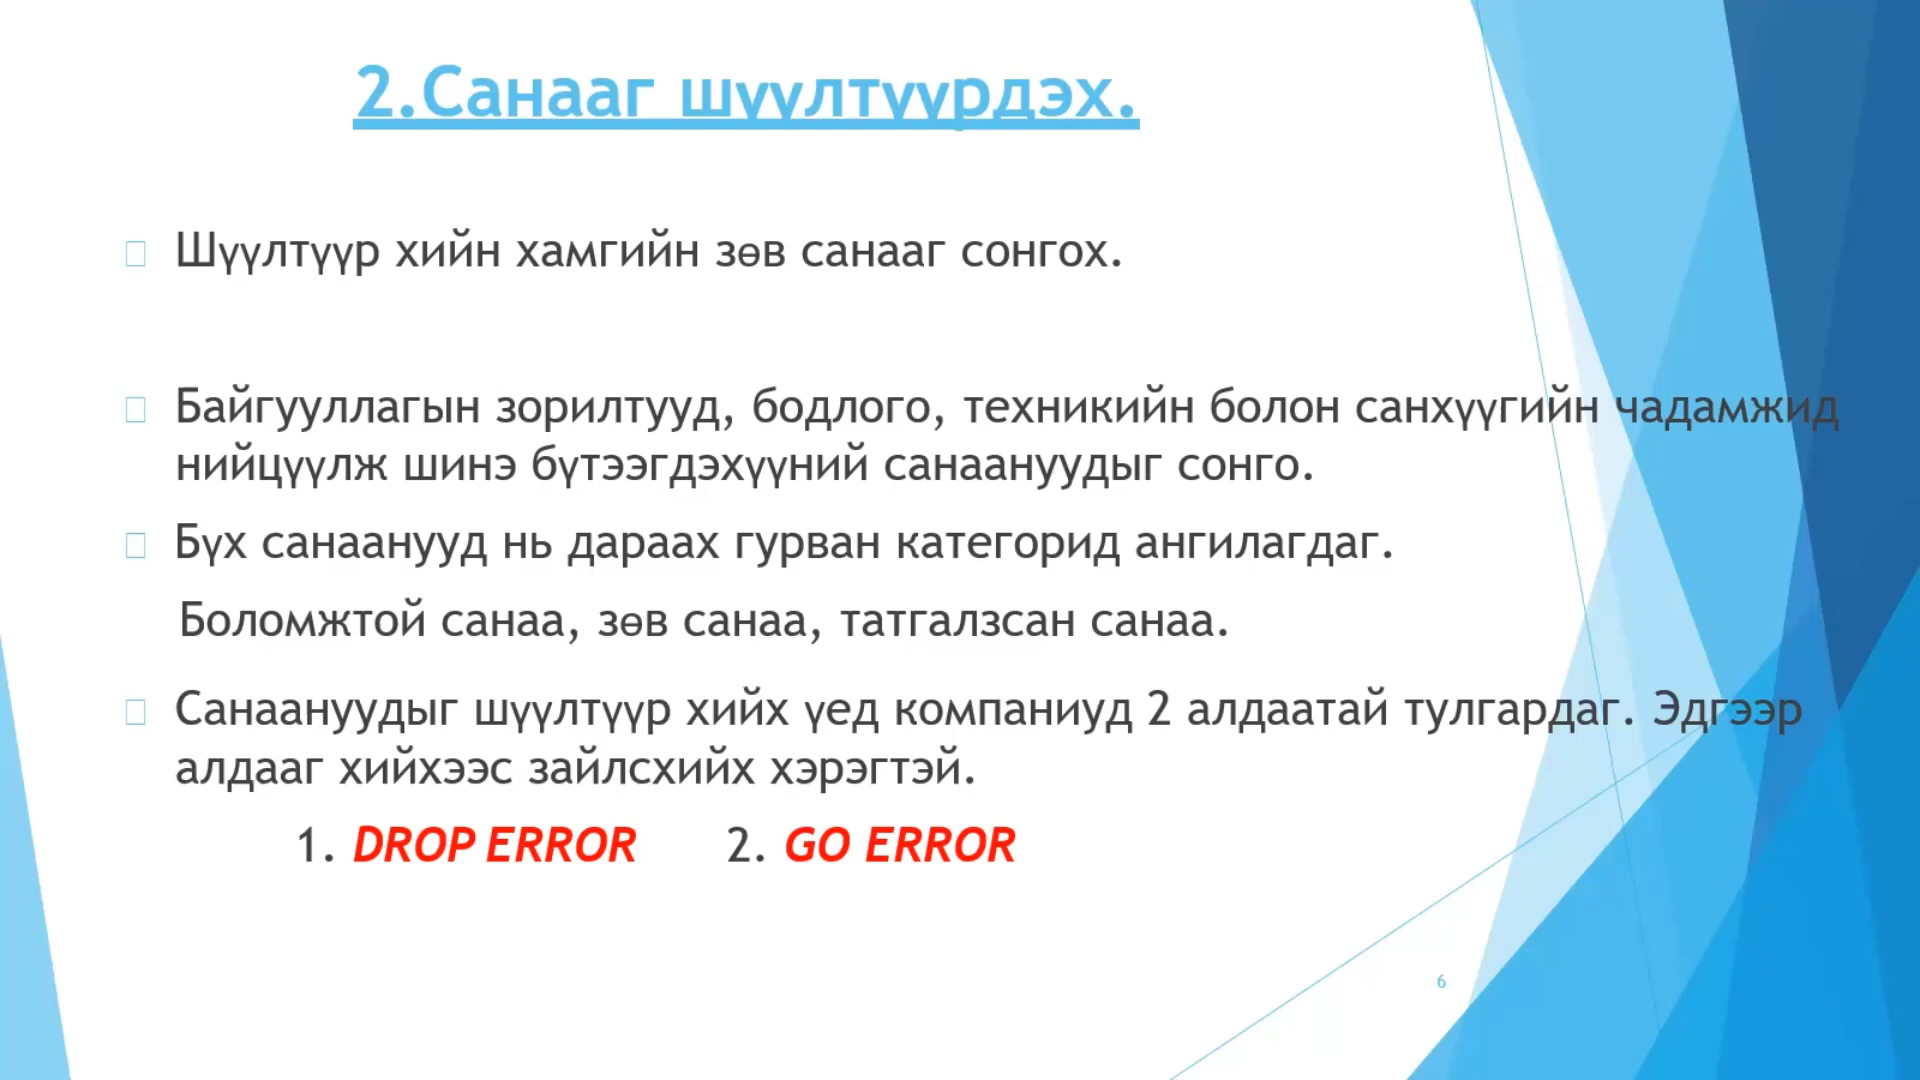 2.Санааг шүүлтүүрдэх.
Шүүлтүүр хийн хамгийн зөв санааг сонгох.
Байгууллагын зорилтууд, бодлого, техникийн болон санхүүгийн чадамжид
нийцүүлж шинэ бүтээгдэхүүний санаануудыг сонго.
Бүх санаанууд нь дараах гурван категорид ангилагдаг.
Боломжтой санаа, зөв санаа, татгалзсан санаа.
Санаануудыг шүүлтүүр хийх үед компаниуд 2 алдаатай тулгардаг. Эдгээр
алдааг хийхээс зайлсхийх хэрэгтэй.
1. DROP ERROR 2. GO ERROR
6